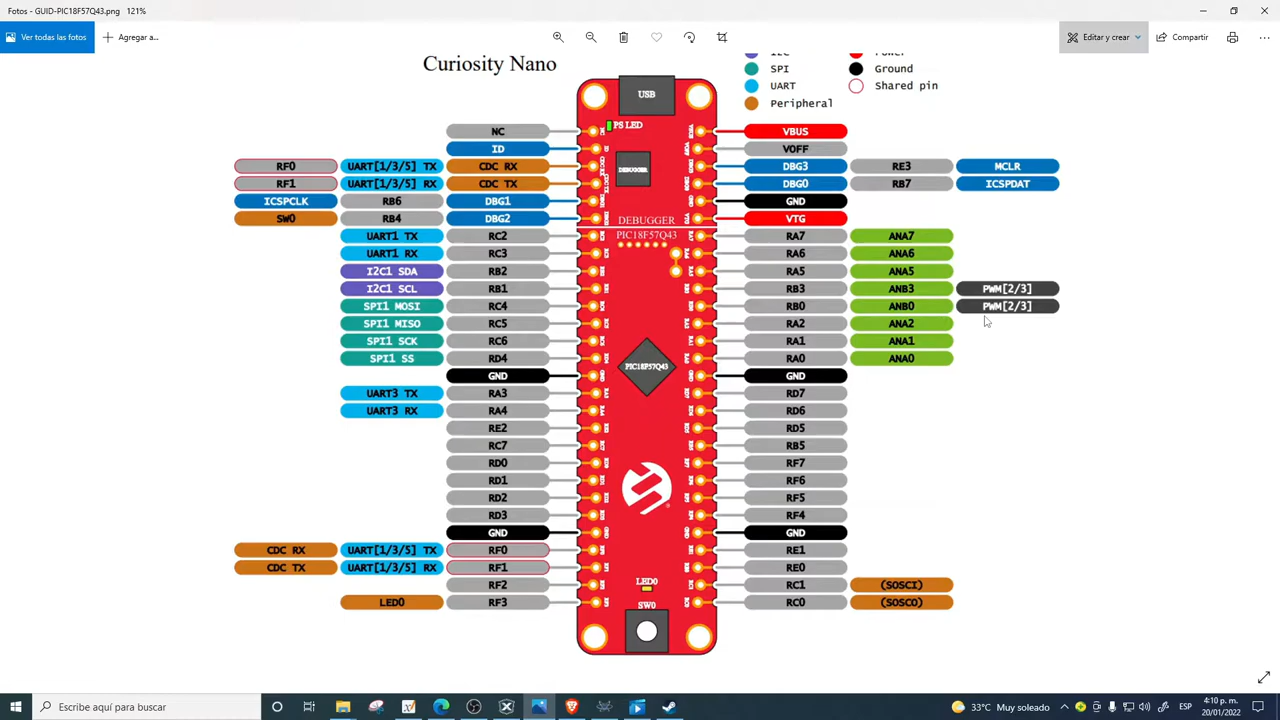 Fotos - GUID-PIC18F57Q43.png 121%
Ver todas las fotos
Agregar a...
Editar y crear
Compartir
Curiosity Nano
SPI
UART
Peripheral
Ground
Shared pin
USB
PS LED
DEBUGGER
DEBUGGER
PIC18F57Q43
PIC18F57Q43
LED0
SW0
NC
ID
RF0 UART[1/3/5] TX CDC RX
RF1 UART[1/3/5] RX CDC TX
ICSPCLK RB6 DBG1
SW0 RB4 DBG2
UART1 TX RC2
UART1 RX RC3
I2C1 SDA RB2
I2C1 SCL RB1
SPI1 MOSI RC4
SPI1 MISO RC5
SPI1 SCK RC6
SPI1 SS RD4
GND
UART3 TX RA3
UART3 RX RA4
RE2
RC7
RD0
RD1
RD2
RD3
GND
CDC RX UART[1/3/5] TX RF0
CDC TX UART[1/3/5] RX RF1
RF2
LED0 RF3
VBUS
VOFF
DBG3 RE3 MCLR
DBG0 RB7 ICSPDAT
GND
VTG
RA7 ANA7
RA6 ANA6
RA5 ANA5
RB3 ANB3 PWM[2/3]
RB0 ANB0 PWM[2/3]
RA2 ANA2
RA1 ANA1
RA0 ANA0
GND
RD7
RD6
RD5
RB5
RF7
RF6
RF5
RF4
GND
RE1
RE0
RC1 (SOSCI)
RC0 (SOSCO)
Escribe aquí para buscar
33°C Muy soleado
ESP
4:10 p. m.
20/01/2022